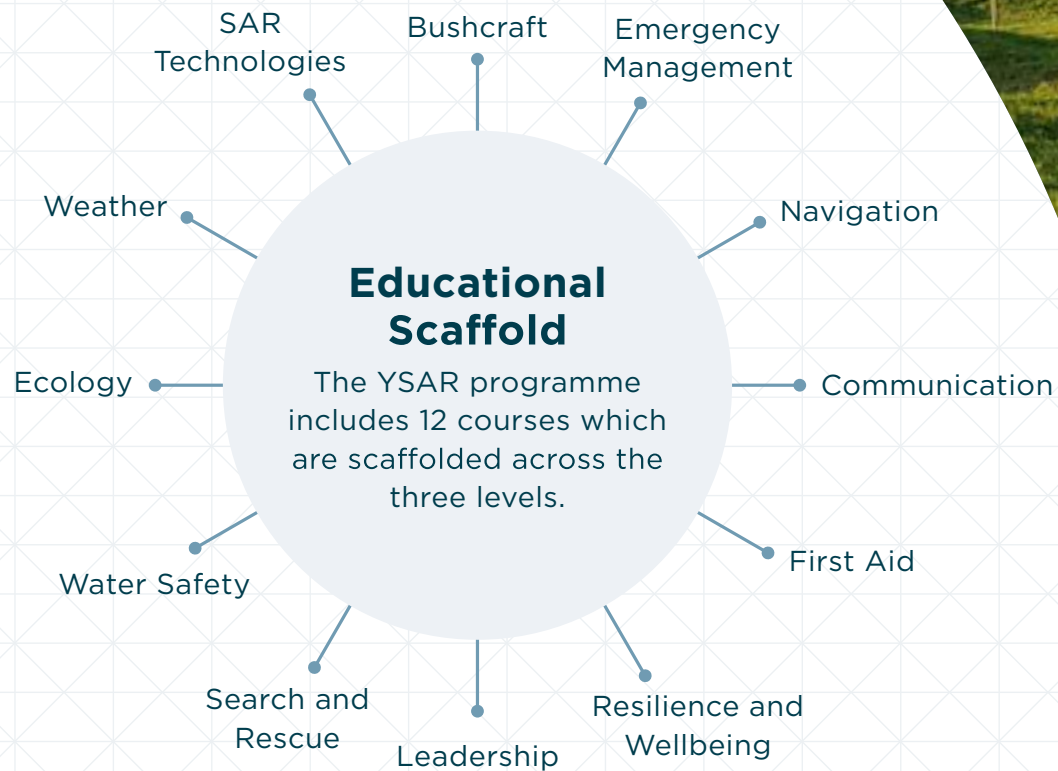 SAR
Technologies
Bushcraft
Emergency
Management
Weather
Navigation
Educational
Scaffold
The YSAR programme
includes 12 courses which
are scaffolded across the
three levels.
Ecology
Communication
Water Safety
First Aid
Search and
Rescue
Leadership
Resilience and
Wellbeing